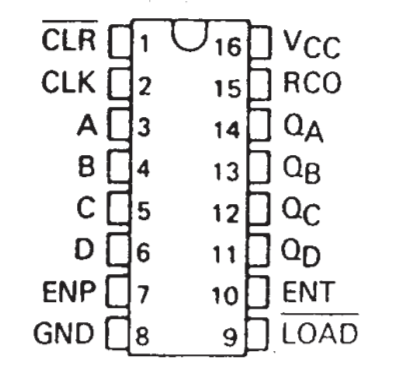 CLR 1 16 VCC
CLK 2 15 RCO
A 3 14 QA
B 4 13 QB
C 5 12 QC
D 6 11 QD
ENP 7 10 ENT
GND 8 9 LOAD